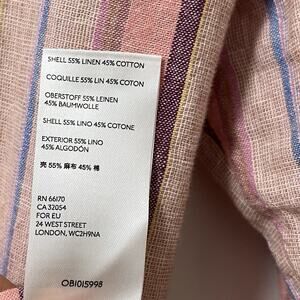 SHELL 55% LINEN 45% COTTON
COQUILLE 55% LIN 45% COTON
OBERSTOFF 55% LEINEN
45% BAUMWOLLE
SHELL 55% LINO 45% COTONE
EXTERIOR 55% LINO
45% ALGODÓN
壳 55% 麻布 45% 棉
RN 66170
CA 32054
FOR EU
24 WEST STREET
LONDON, WC2H9NA
OB1015998